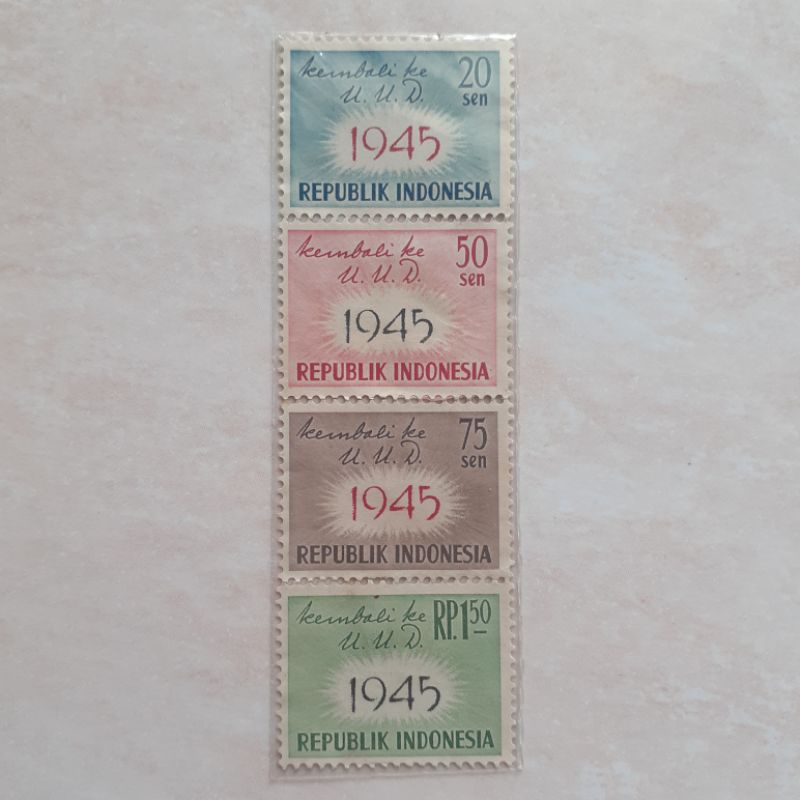 kembali ke 20
U. U. D. sen
1945
REPUBLIK INDONESIA
kembali ke 50
U. U. D. sen
1945
REPUBLIK INDONESIA
kembali ke 75
U. U. D. sen
1945
REPUBLIK INDONESIA
kembali ke RP.1 50
U. U. D.
1945
REPUBLIK INDONESIA